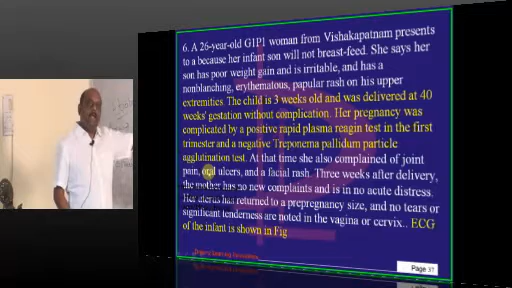 6. A 26-year-old G1P1 woman from Vishakapatnam presents
to a because her infant son will not breast-feed. She says her
son has poor weight gain and is irritable, and has a
nonblanching, erythematous, papular rash on his upper
extremities. The child is 3 weeks old and was delivered at 40
weeks' gestation without complication. Her pregnancy was
complicated by a positive rapid plasma reagin test in the first
trimester and a negative Treponema pallidum particle
agglutination test. At that time she also complained of joint
pain, oral ulcers, and a facial rash. Three weeks after delivery,
the mother has no new complaints and is in no acute distress.
Her uterus has returned to a prepregnancy size, and no tears or
significant tenderness are noted in the vagina or cervix.. ECG
of the infant is shown in Fig
Page 37